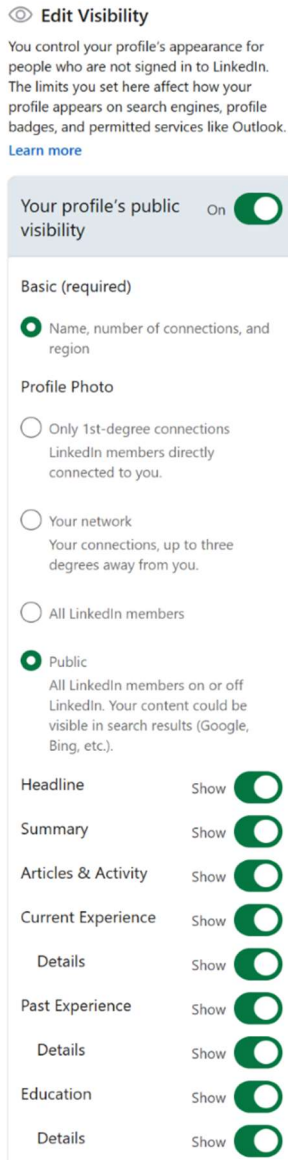 Edit Visibility
You control your profile's appearance for
people who are not signed in to LinkedIn.
The limits you set here affect how your
profile appears on search engines, profile
badges, and permitted services like Outlook.
Learn more
Your profile's public
visibility
On
Basic (required)
Name, number of connections, and
region
Profile Photo
Only 1st-degree connections
LinkedIn members directly
connected to you.
Your network
Your connections, up to three
degrees away from you.
All LinkedIn members
Public
All LinkedIn members on or off
LinkedIn. Your content could be
visible in search results (Google,
Bing, etc.).
Headline Show
Summary Show
Articles & Activity Show
Current Experience Show
Details Show
Past Experience Show
Details Show
Education Show
Details Show